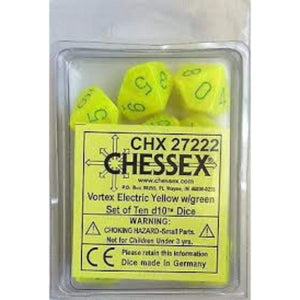 CHX 27222
CHESSEX
Vortex Electric Yellow w/green
Set of Ten d10™ Dice
WARNING:
CHOKING HAZARD-Small Parts.
Not for Children Under 3 yrs.
Please retain this information
Dice made in Germany